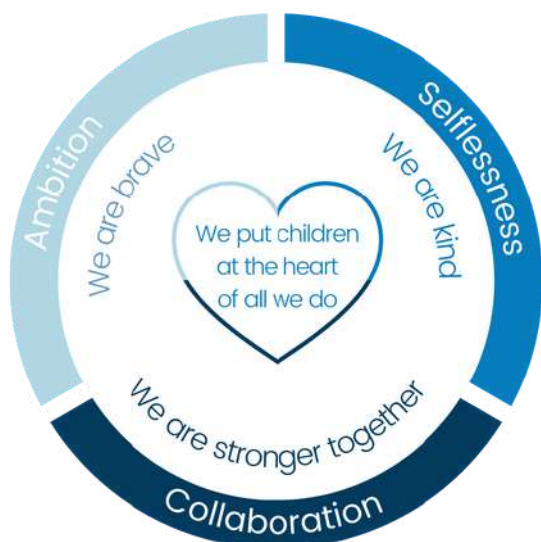 Ambition
We are brave
Selflessness
We are kind
We put children
at the heart
of all we do
We are stronger together
Collaboration